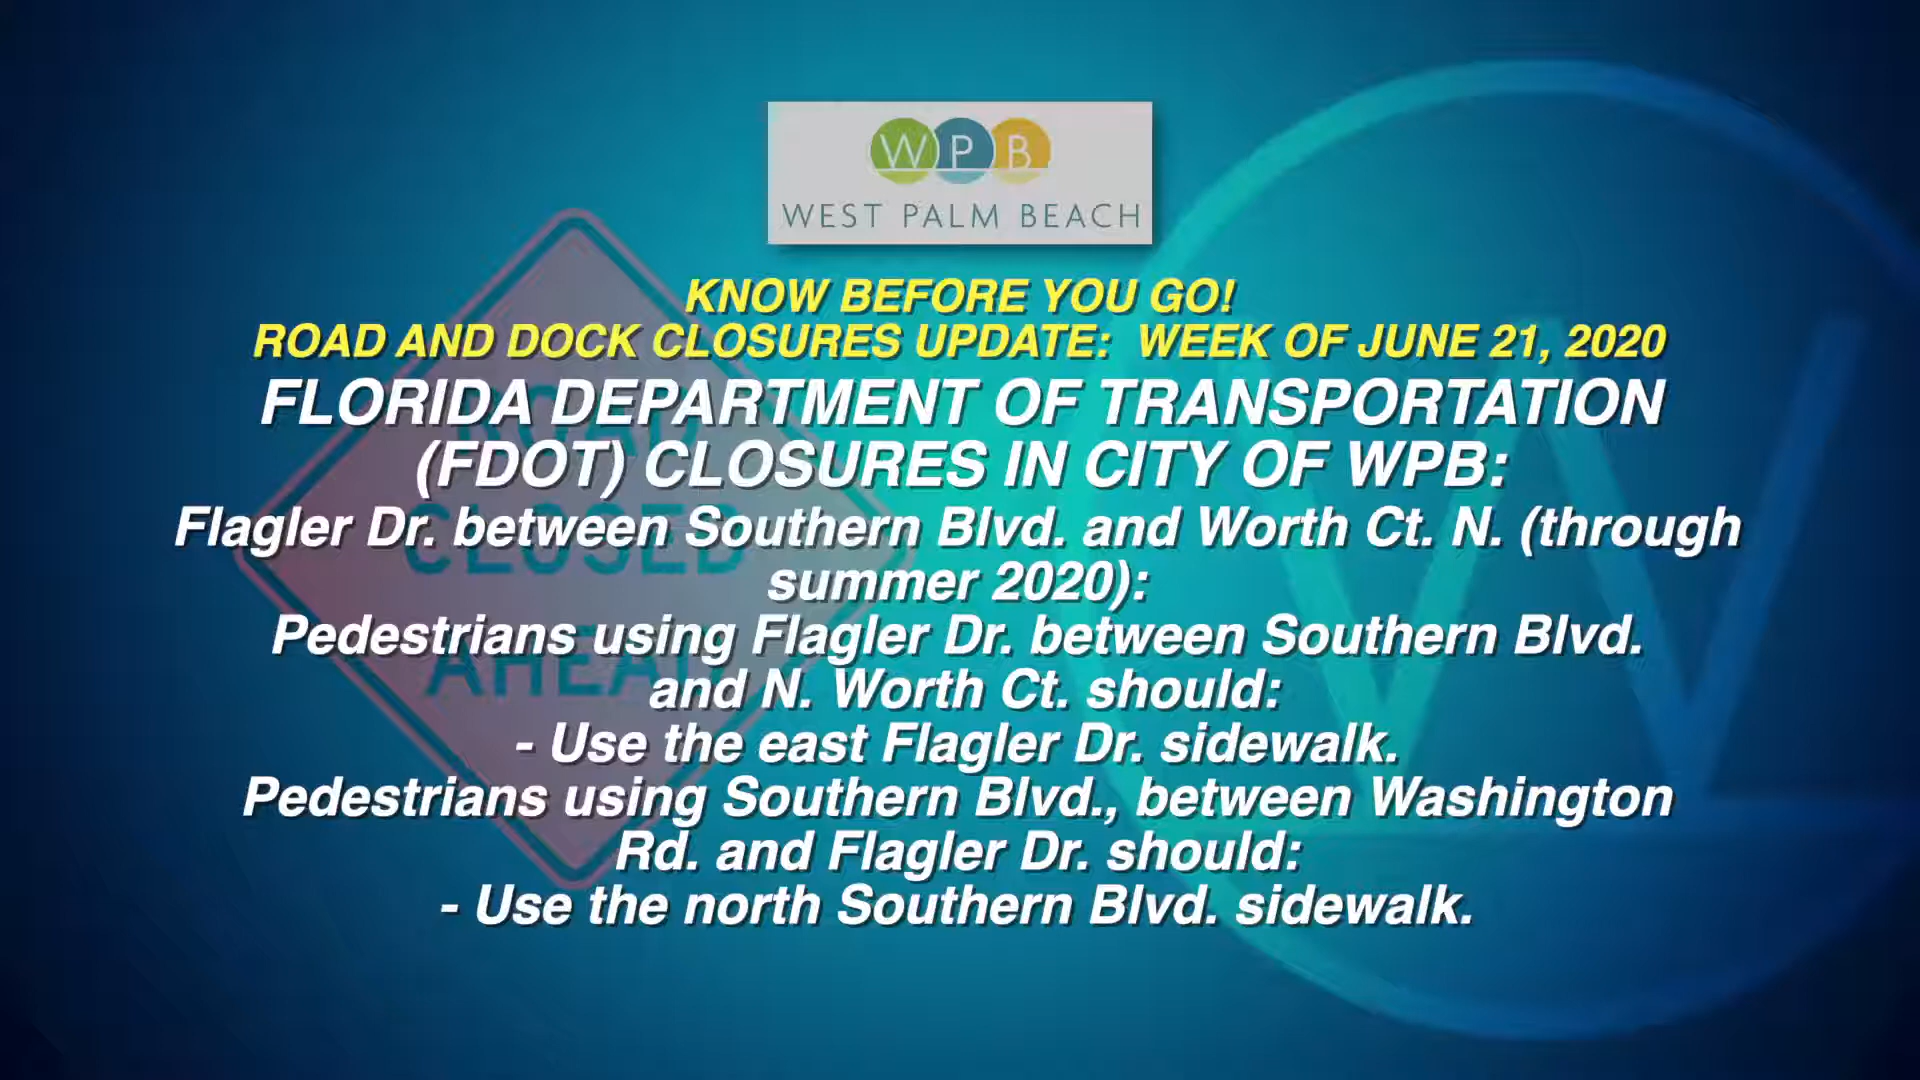 W P B
WEST PALM BEACH
KNOW BEFORE YOU GO!
ROAD AND DOCK CLOSURES UPDATE: WEEK OF JUNE 21, 2020
FLORIDA DEPARTMENT OF TRANSPORTATION
(FDOT) CLOSURES IN CITY OF WPB:
Flagler Dr. between Southern Blvd. and Worth Ct. N. (through
summer 2020):
Pedestrians using Flagler Dr. between Southern Blvd.
and N. Worth Ct. should:
- Use the east Flagler Dr. sidewalk.
Pedestrians using Southern Blvd., between Washington
Rd. and Flagler Dr. should:
- Use the north Southern Blvd. sidewalk.
ROAD
CLOSED
AHEAD
W